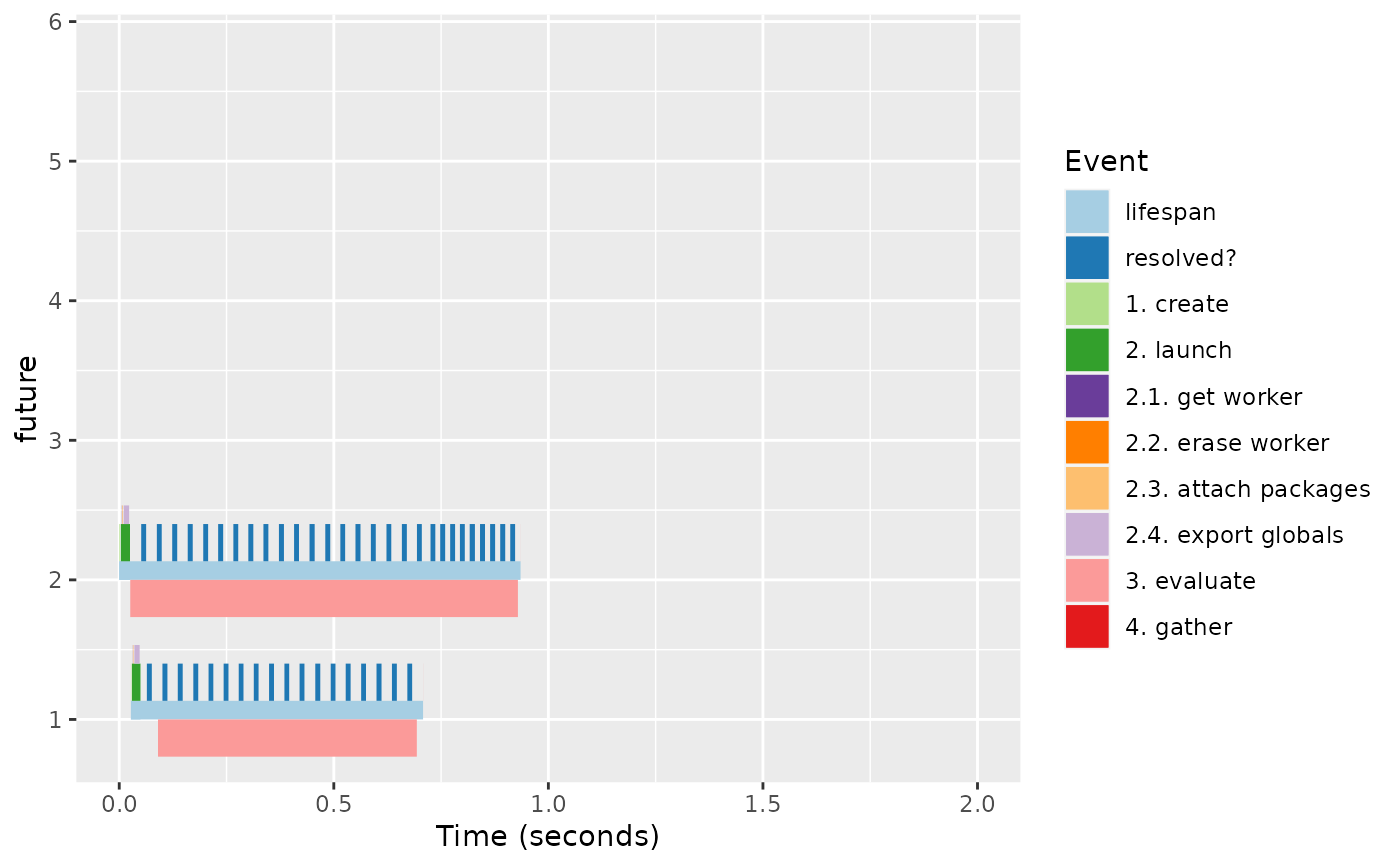 6
5
4
3
2
1
future
0.0 0.5 1.0 1.5 2.0
Time (seconds)
Event
lifespan
resolved?
1. create
2. launch
2.1. get worker
2.2. erase worker
2.3. attach packages
2.4. export globals
3. evaluate
4. gather